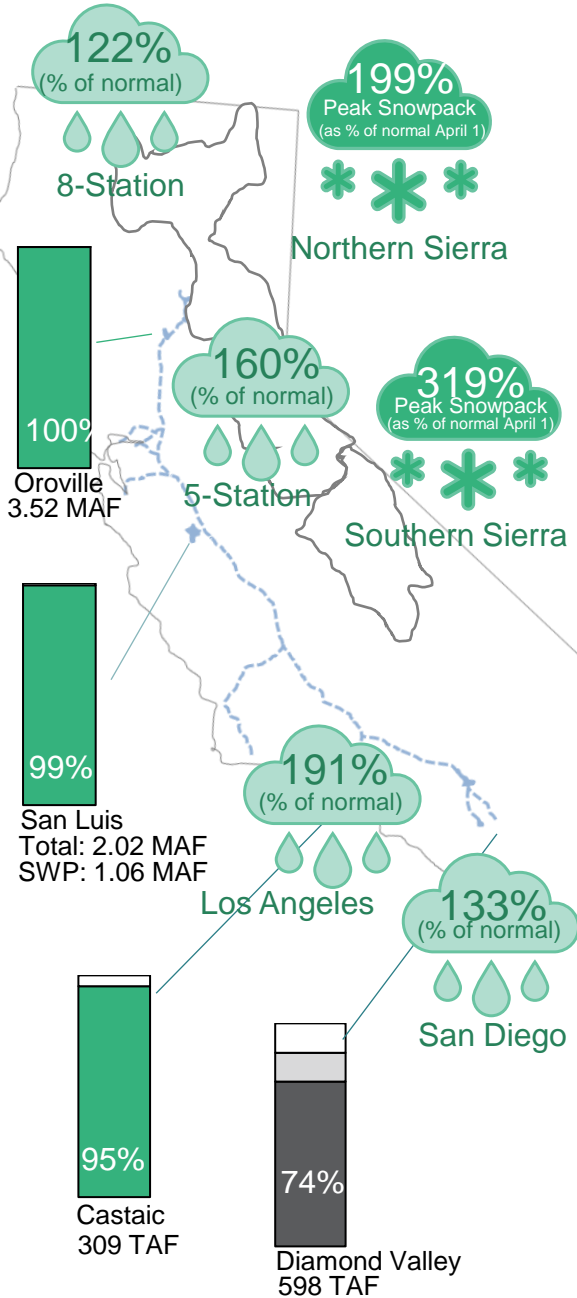 122%
(% of normal)
8-Station
199%
Peak Snowpack
(as % of normal April 1)
Northern Sierra
100%
Oroville
3.52 MAF
160%
(% of normal)
5-Station
319%
Peak Snowpack
(as % of normal April 1)
Southern Sierra
99%
San Luis
Total: 2.02 MAF
SWP: 1.06 MAF
191%
(% of normal)
Los Angeles
133%
(% of normal)
San Diego
95%
Castaic
309 TAF
74%
Diamond Valley
598 TAF